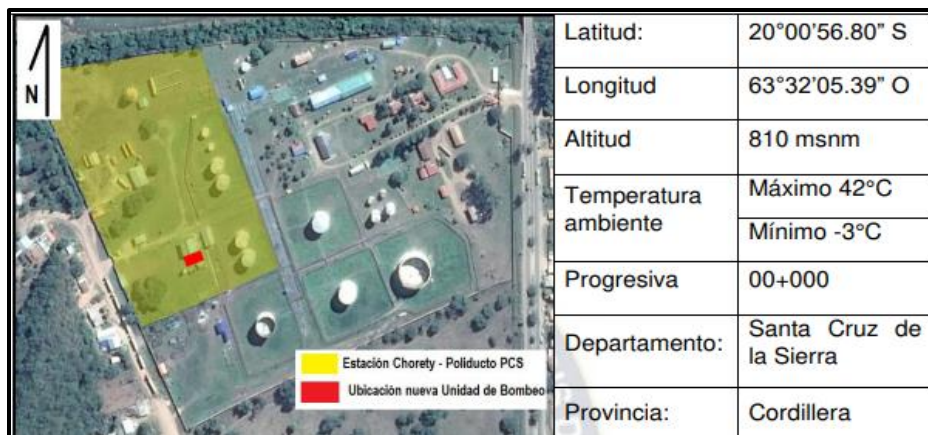 N
Estación Chorety - Poliducto PCS
Ubicación nueva Unidad de Bombeo
Latitud: 20°00’56.80” S
Longitud 63°32’05.39” O
Altitud 810 msnm
Temperatura Máximo 42°C
ambiente Mínimo -3°C
Progresiva 00+000
Departamento: Santa Cruz de
la Sierra
Provincia: Cordillera